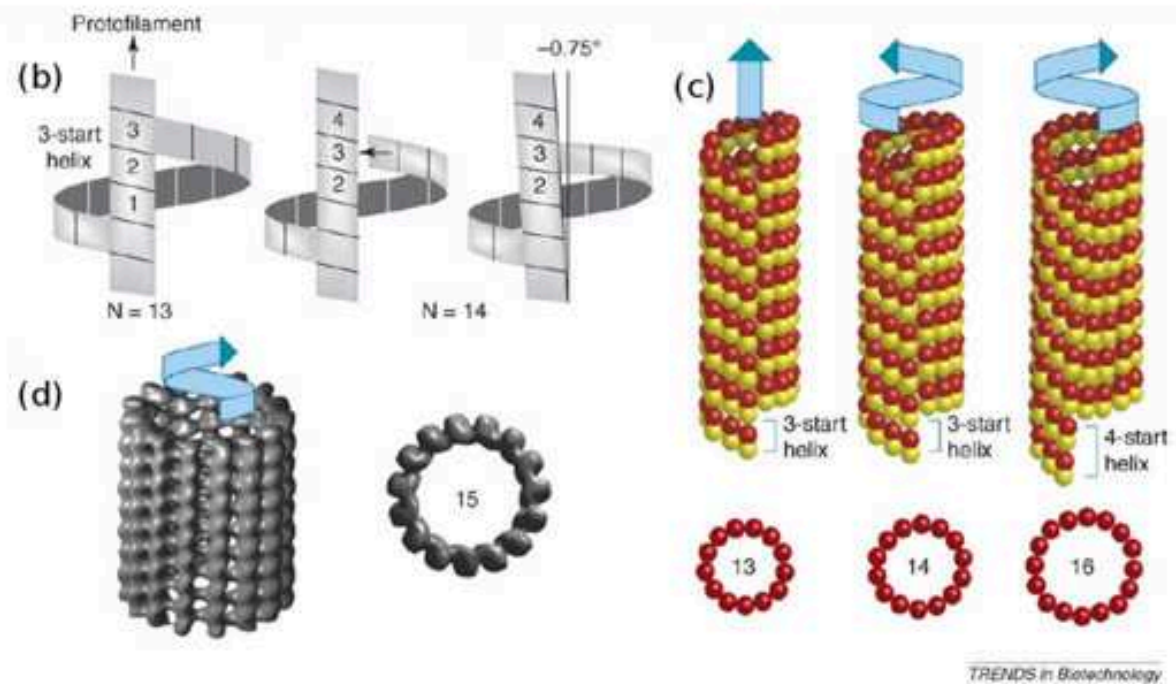 Protofilament
(b)
3-start
helix
3
2
1
N = 13
4
3
2
−0.75°
4
3
2
N = 14
(c)
3-start
helix
3-start
helix
4-start
helix
13
14
16
(d)
15
TRENDS in Biotechnology